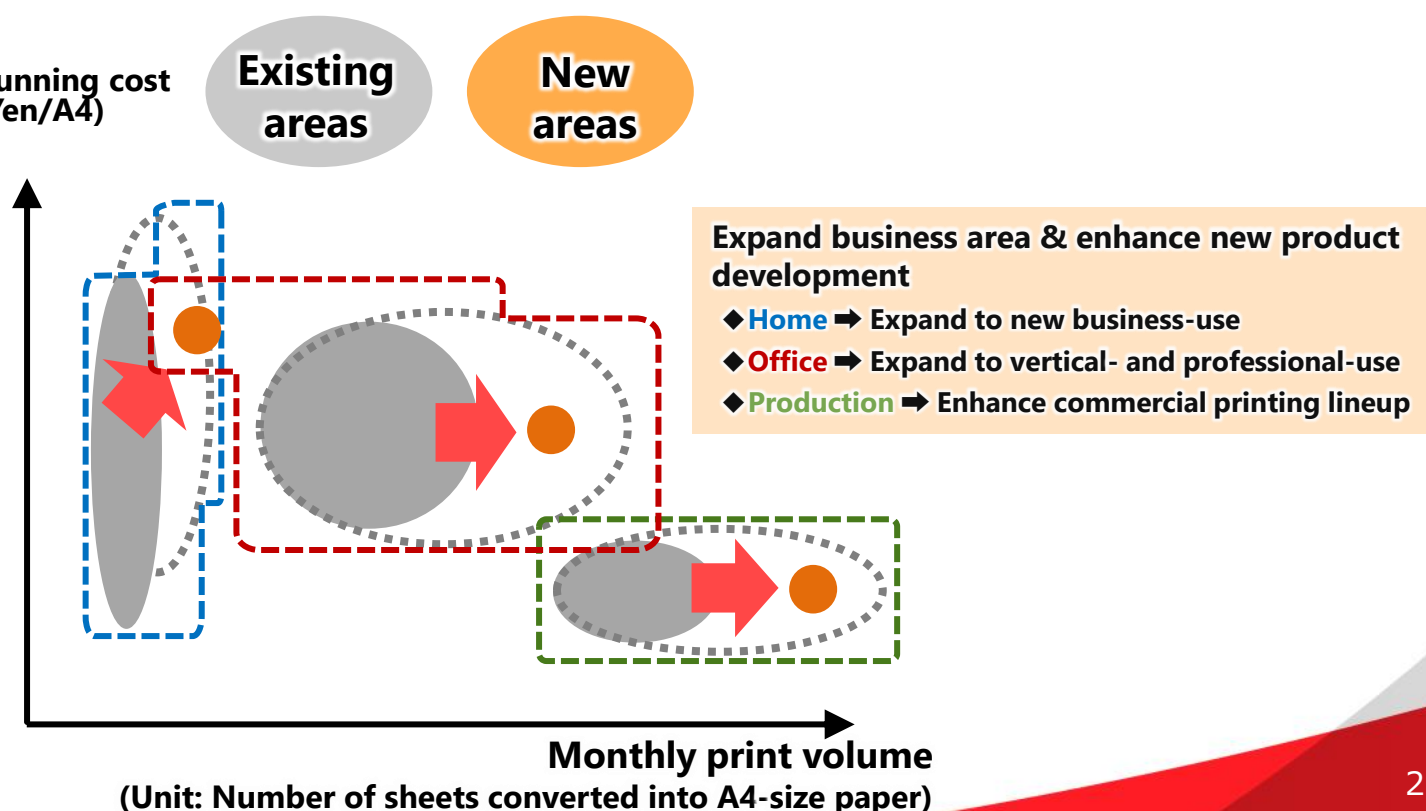 unning cost
en/A4)
Existing
areas
New
areas
Expand business area & enhance new product
development
◆Home ➡ Expand to new business-use
◆Office ➡ Expand to vertical- and professional-use
◆Production ➡ Enhance commercial printing lineup
Monthly print volume
(Unit: Number of sheets converted into A4-size paper)
2